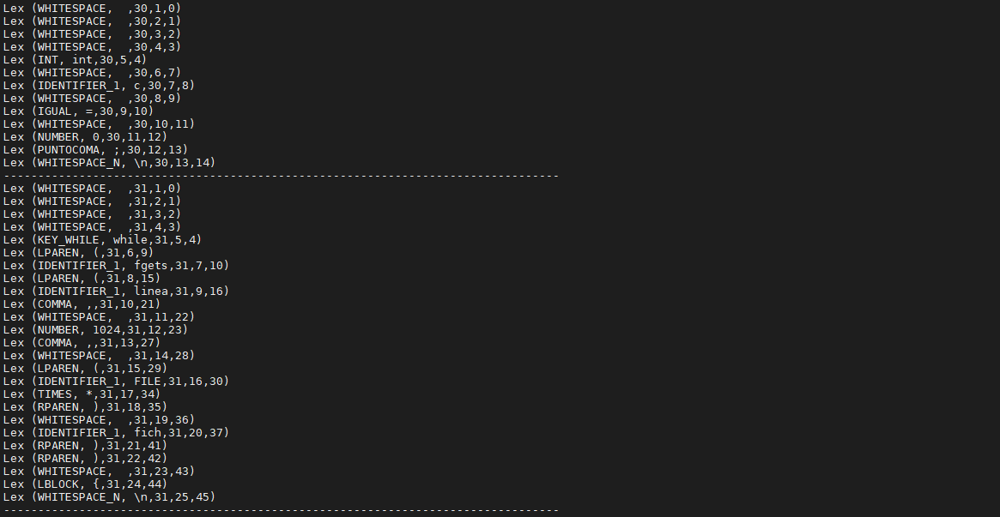 Lex (WHITESPACE,  ,30,1,0)
Lex (WHITESPACE,  ,30,2,1)
Lex (WHITESPACE,  ,30,3,2)
Lex (WHITESPACE,  ,30,4,3)
Lex (INT, int,30,5,4)
Lex (WHITESPACE,  ,30,6,7)
Lex (IDENTIFIER_1, c,30,7,8)
Lex (WHITESPACE,  ,30,8,9)
Lex (IGUAL, =,30,9,10)
Lex (WHITESPACE,  ,30,10,11)
Lex (NUMBER, 0,30,11,12)
Lex (PUNTOCOMA, ;,30,12,13)
Lex (WHITESPACE_N, \n,30,13,14)
---------------------------------------------------------------------------------
Lex (WHITESPACE,  ,31,1,0)
Lex (WHITESPACE,  ,31,2,1)
Lex (WHITESPACE,  ,31,3,2)
Lex (WHITESPACE,  ,31,4,3)
Lex (KEY_WHILE, while,31,5,4)
Lex (LPAREN, (,31,6,9)
Lex (IDENTIFIER_1, fgets,31,7,10)
Lex (LPAREN, (,31,8,15)
Lex (IDENTIFIER_1, linea,31,9,16)
Lex (COMMA, ,,31,10,21)
Lex (WHITESPACE,  ,31,11,22)
Lex (NUMBER, 1024,31,12,23)
Lex (COMMA, ,,31,13,27)
Lex (WHITESPACE,  ,31,14,28)
Lex (LPAREN, (,31,15,29)
Lex (IDENTIFIER_1, FILE,31,16,30)
Lex (TIMES, *,31,17,34)
Lex (RPAREN, ),31,18,35)
Lex (WHITESPACE,  ,31,19,36)
Lex (IDENTIFIER_1, fich,31,20,37)
Lex (RPAREN, ),31,21,41)
Lex (RPAREN, ),31,22,42)
Lex (WHITESPACE,  ,31,23,43)
Lex (LBLOCK, {,31,24,44)
Lex (WHITESPACE_N, \n,31,25,45)
---------------------------------------------------------------------------------